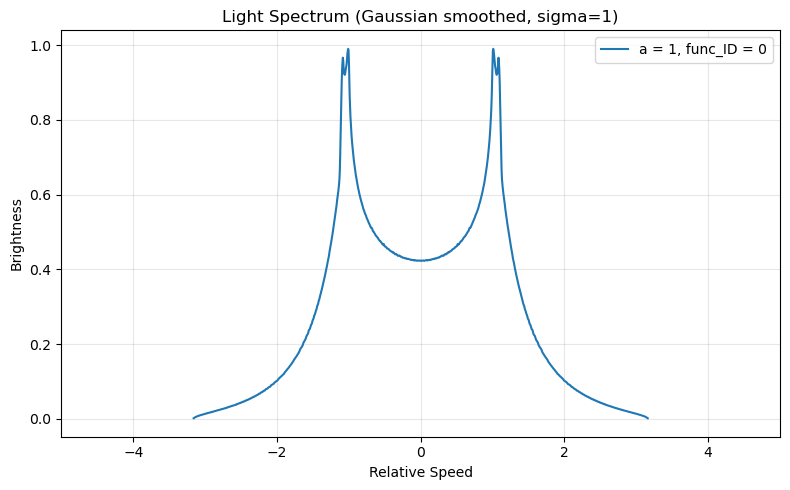 Light Spectrum (Gaussian smoothed, sigma=1)
a = 1, func_ID = 0
1.0
0.8
0.6
0.4
0.2
0.0
Brightness
−4
−2
0
2
4
Relative Speed